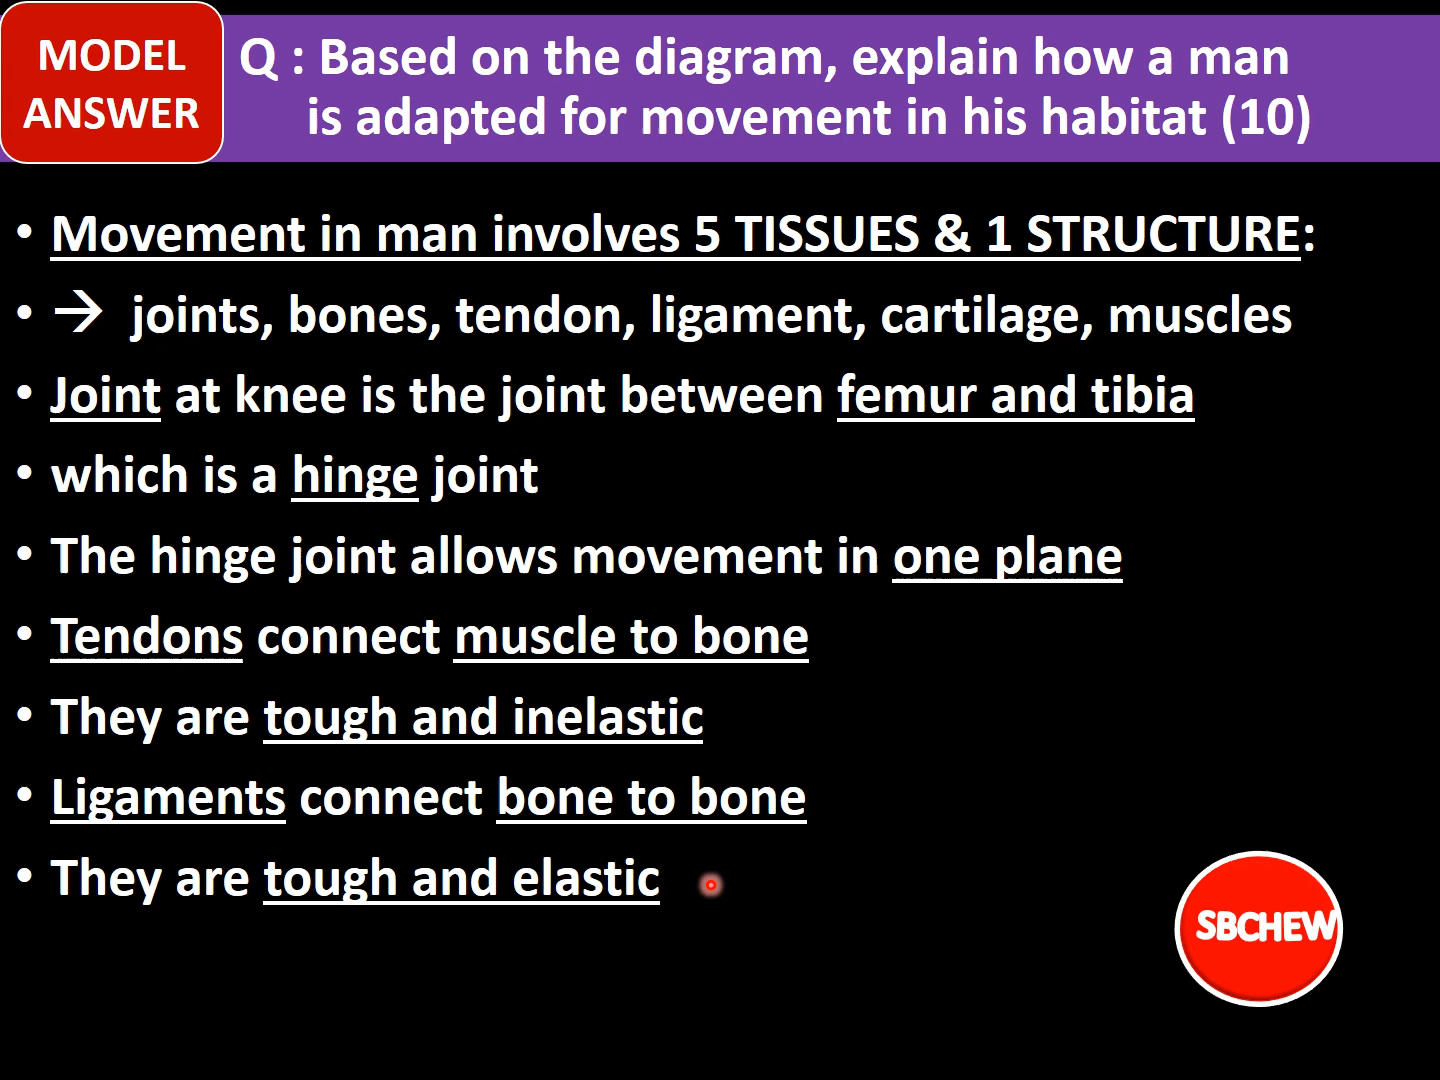 MODEL
ANSWER
Q : Based on the diagram, explain how a man
is adapted for movement in his habitat (10)
• Movement in man involves 5 TISSUES & 1 STRUCTURE:
• → joints, bones, tendon, ligament, cartilage, muscles
• Joint at knee is the joint between femur and tibia
• which is a hinge joint
• The hinge joint allows movement in one plane
• Tendons connect muscle to bone
• They are tough and inelastic
• Ligaments connect bone to bone
• They are tough and elastic
SBCHEW